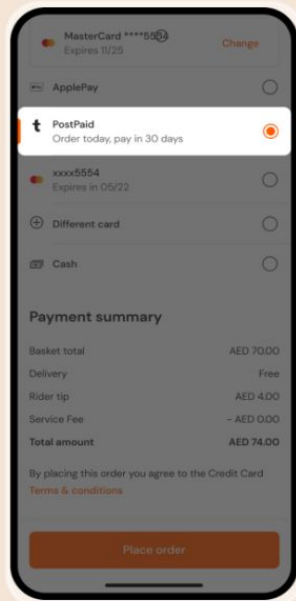 MasterCard ****5554
Expires 11/25
Change
Pay
ApplePay
t
PostPaid
Order today, pay in 30 days
xxxx5554
Expires in 05/22
Different card
Cash
Payment summary
Basket total AED 70.00
Delivery Free
Rider tip AED 4.00
Service Fee - AED 0.00
Total amount AED 74.00
By placing this order you agree to the Credit Card
Terms & conditions
Place order